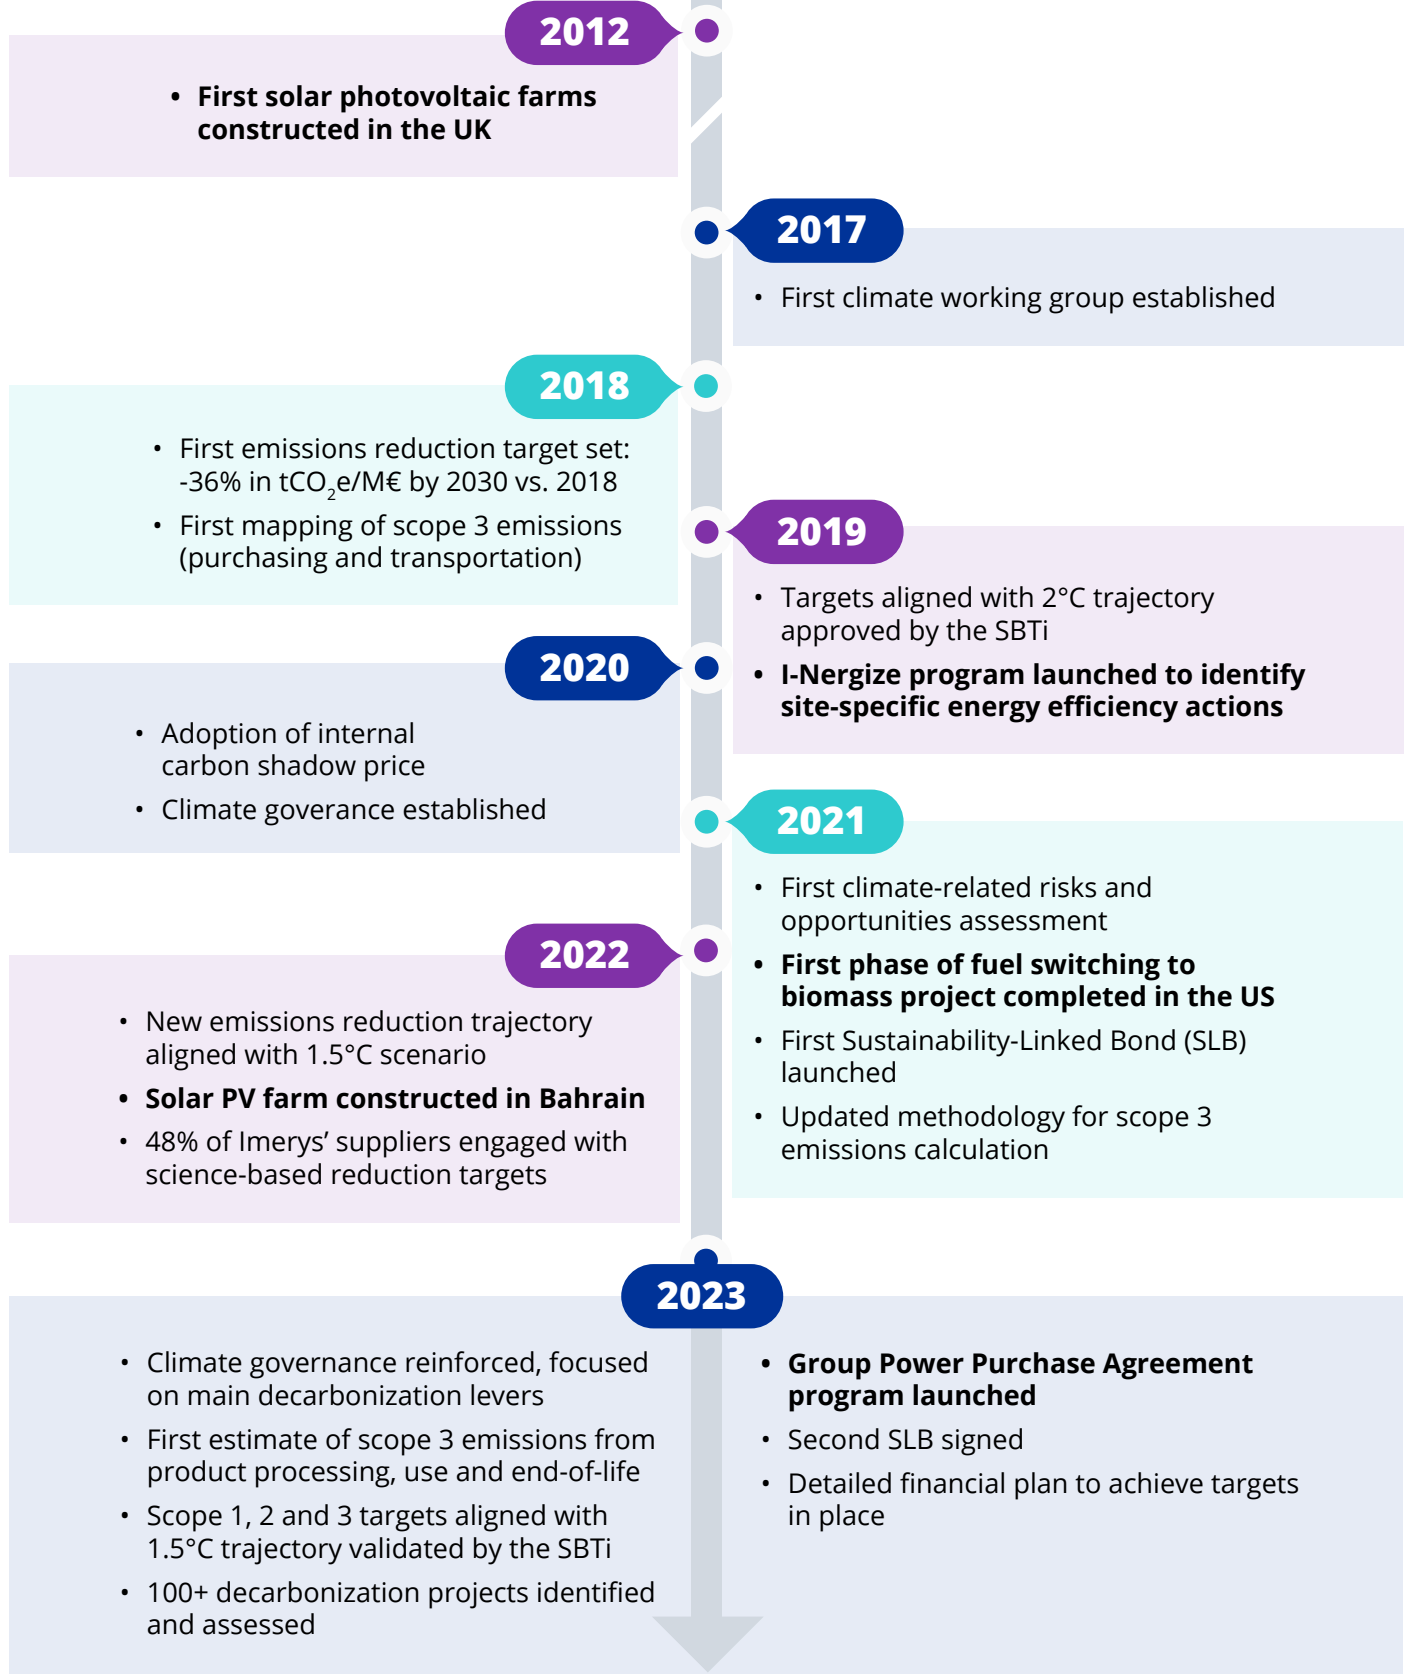 2012
• First solar photovoltaic farms
constructed in the UK
2017
• First climate working group established
2018
• First emissions reduction target set:
-36% in tCO₂e/M€ by 2030 vs. 2018
• First mapping of scope 3 emissions
(purchasing and transportation)
2019
• Targets aligned with 2°C trajectory
approved by the SBTi
• I-Nergize program launched to identify
site-specific energy efficiency actions
2020
• Adoption of internal
carbon shadow price
• Climate goverance established
2021
• First climate-related risks and
opportunities assessment
• First phase of fuel switching to
biomass project completed in the US
• First Sustainability-Linked Bond (SLB)
launched
• Updated methodology for scope 3
emissions calculation
2022
• New emissions reduction trajectory
aligned with 1.5°C scenario
• Solar PV farm constructed in Bahrain
• 48% of Imerys’ suppliers engaged with
science-based reduction targets
2023
• Climate governance reinforced, focused
on main decarbonization levers
• First estimate of scope 3 emissions from
product processing, use and end-of-life
• Scope 1, 2 and 3 targets aligned with
1.5°C trajectory validated by the SBTi
• 100+ decarbonization projects identified
and assessed
• Group Power Purchase Agreement
program launched
• Second SLB signed
• Detailed financial plan to achieve targets
in place